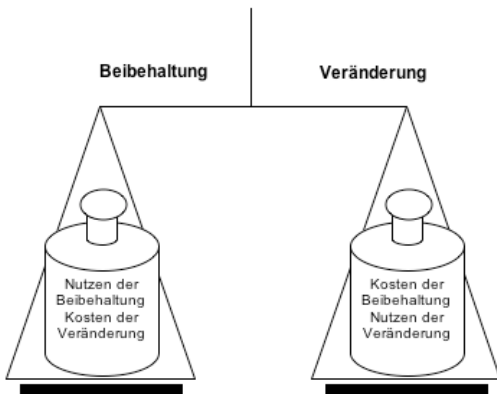 Beibehaltung
Veränderung
Nutzen der
Beibehaltung
Kosten der
Veränderung
Kosten der
Beibehaltung
Nutzen der
Veränderung